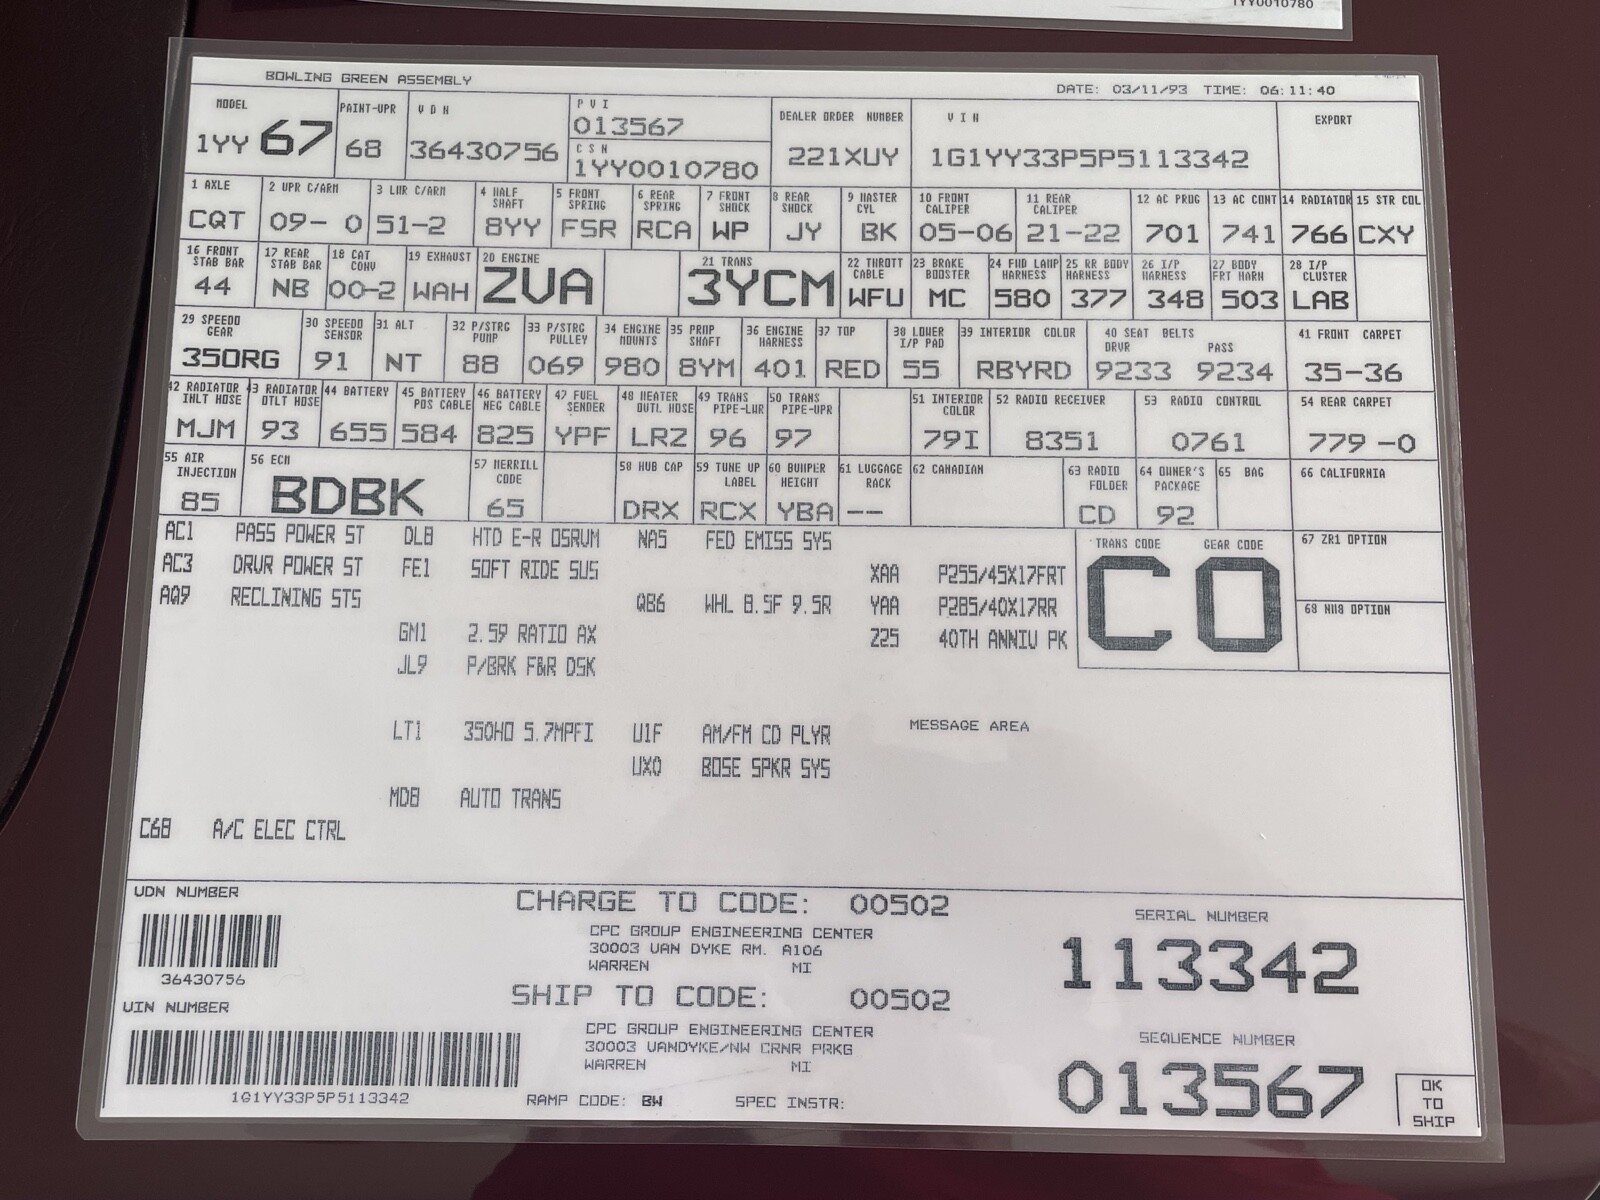 1YY0010780
BOWLING GREEN ASSEMBLY
DATE: 03/11/93 TIME: 06:11:40
MODEL 1YY 67
PAINT-UPR 68
VDN 36430756
PVI 013567
CSN 1YY0010780
DEALER ORDER NUMBER 221XUY
VIN 1G1YY33P5P5113342
EXPORT
1 AXLE CQT
2 UPR C/ARM 09- 0
3 LWR C/ARM 51-2
4 HALF SHAFT 8YY
5 FRONT SPRING FSR
6 REAR SPRING RCA
7 FRONT SHOCK WP
8 REAR SHOCK JY
9 MASTER CYL BK
10 FRONT CALIPER 05-06
11 REAR CALIPER 21-22
12 AC PROG 701
13 AC CONT 741
14 RADIATOR 766
15 STR COL CXY
16 FRONT STAB BAR 44
17 REAR STAB BAR NB
18 CAT CONV 00-2
19 EXHAUST WAH
20 ENGINE ZVA
21 TRANS 3YCM
22 THROTT CABLE WFU
23 BRAKE BOOSTER MC
24 FWD LAMP HARNESS 580
25 RR BODY HARNESS 377
26 I/P HARNESS 348
27 BODY FRT HARN 503
28 I/P CLUSTER LAB
29 SPEEDO GEAR 350RG
30 SPEEDO SENSOR 91
31 ALT NT
32 P/STRG PUMP 88
33 P/STRG PULLEY 069
34 ENGINE MOUNTS 980
35 PROP SHAFT 8YM
36 ENGINE HARNESS 401
37 TOP RED
38 LOWER I/P PAD 55
39 INTERIOR COLOR RBYRD
40 SEAT BELTS DRVR 9233 PASS 9234
41 FRONT CARPET 35-36
42 RADIATOR INLT HOSE MJM
43 RADIATOR OTLT HOSE 93
44 BATTERY 655
45 BATTERY POS CABLE 584
46 BATTERY NEG CABLE 825
47 FUEL SENDER YPF
48 HEATER OUTL HOSE LRZ
49 TRANS PIPE-LWR 96
50 TRANS PIPE-UPR 97
51 INTERIOR COLOR 79I
52 RADIO RECEIVER 8351
53 RADIO CONTROL 0761
54 REAR CARPET 779 -0
55 AIR INJECTION 85
56 ECM BDBK
57 MERRILL CODE 65
58 HUB CAP DRX
59 TUNE UP LABEL RCX
60 BUMPER HEIGHT YBA
61 LUGGAGE RACK --
62 CANADIAN
63 RADIO FOLDER CD
64 OWNER'S PACKAGE 92
65 BAG
66 CALIFORNIA
AC1 PASS POWER ST DL8 HTD E-R OSRVM NA5 FED EMISS SYS
AC3 DRVR POWER ST FE1 SOFT RIDE SUS XAA P255/45X17FRT
AQ9 RECLINING STS QB6 WHL 8.5F 9.5R YAA P285/40X17RR
GM1 2.59 RATIO AX Z25 40TH ANNIV PK
JL9 P/BRK F&R DSK
TRANS CODE GEAR CODE
C O
67 ZR1 OPTION
68 NU8 OPTION
LT1 350HO 5.7MPFI U1F AM/FM CD PLYR
MESSAGE AREA
UX0 BOSE SPKR SYS
MD8 AUTO TRANS
C68 A/C ELEC CTRL
VDN NUMBER
36430756
VIN NUMBER
1G1YY33P5P5113342
CHARGE TO CODE: 00502
CPC GROUP ENGINEERING CENTER
30003 VAN DYKE RM. A106
WARREN MI
SHIP TO CODE: 00502
CPC GROUP ENGINEERING CENTER
30003 VANDYKE/NW CRNR PRKG
WARREN MI
RAMP CODE: BW SPEC INSTR:
SERIAL NUMBER
113342
SEQUENCE NUMBER
013567
OK
TO
SHIP